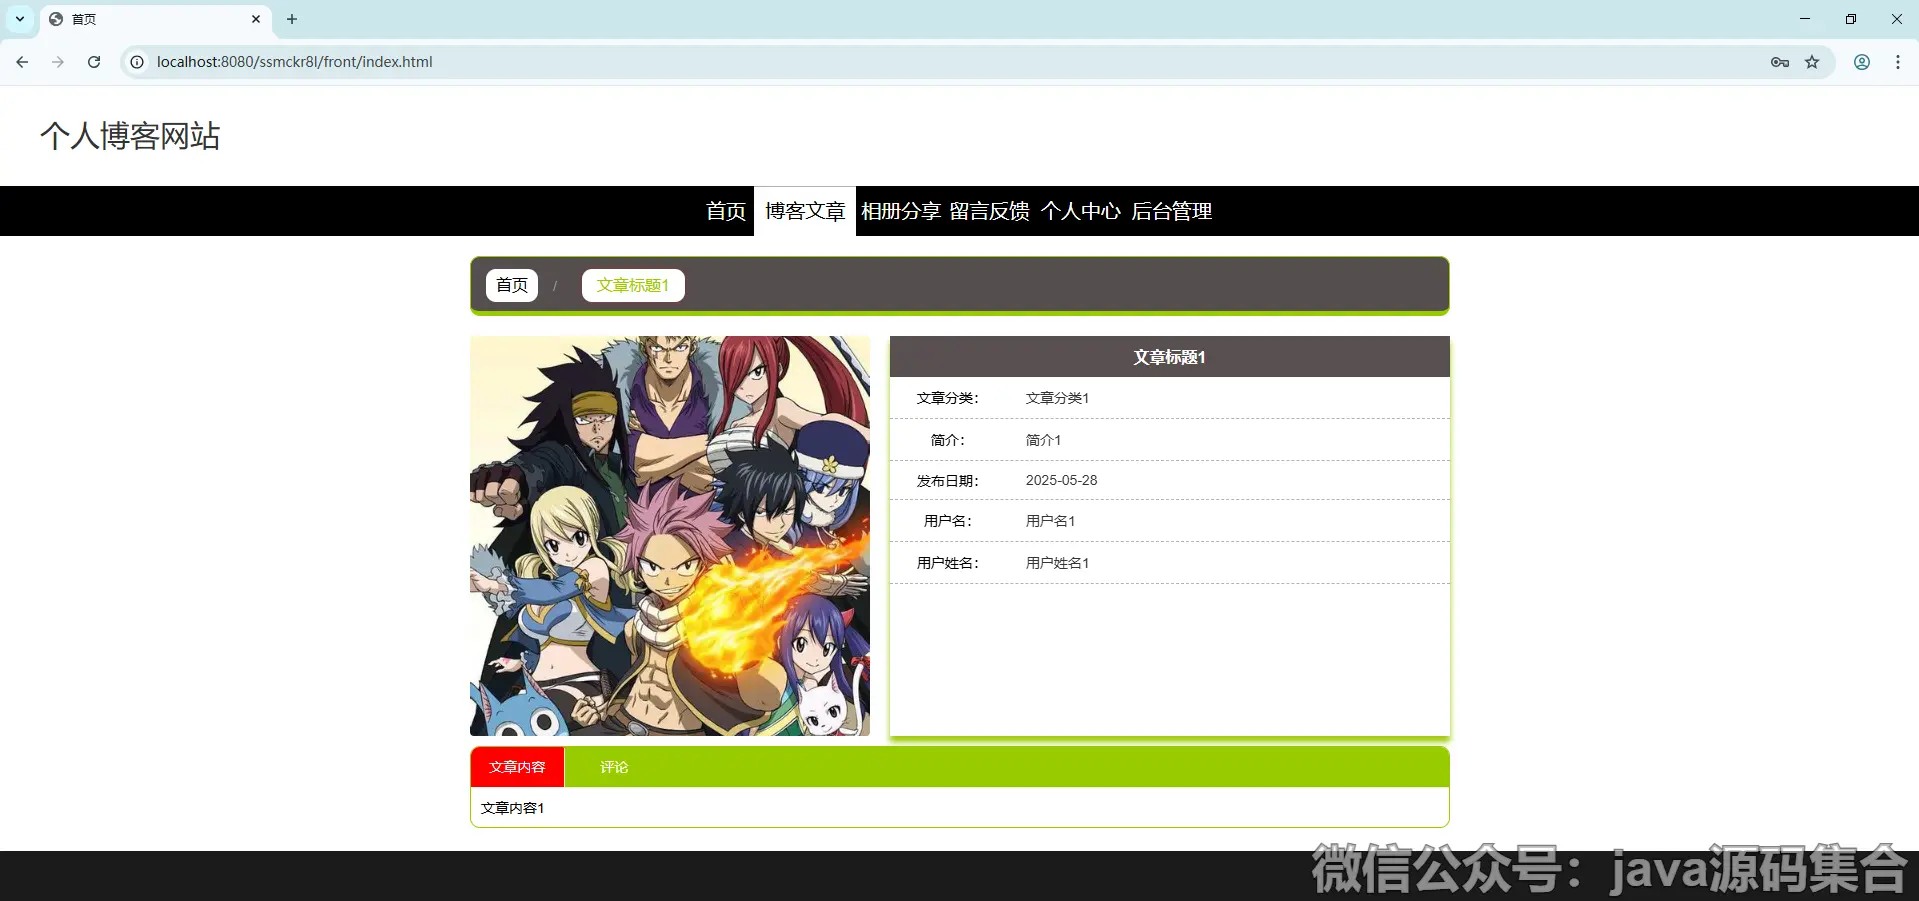 首页
localhost:8080/ssmckr8l/front/index.html
个人博客网站
首页 博客文章 相册分享 留言反馈 个人中心 后台管理
首页 / 文章标题1
文章标题1
文章分类： 文章分类1
简介： 简介1
发布日期： 2025-05-28
用户名： 用户名1
用户姓名： 用户姓名1
文章内容 评论
文章内容1
微信公众号：java源码集合